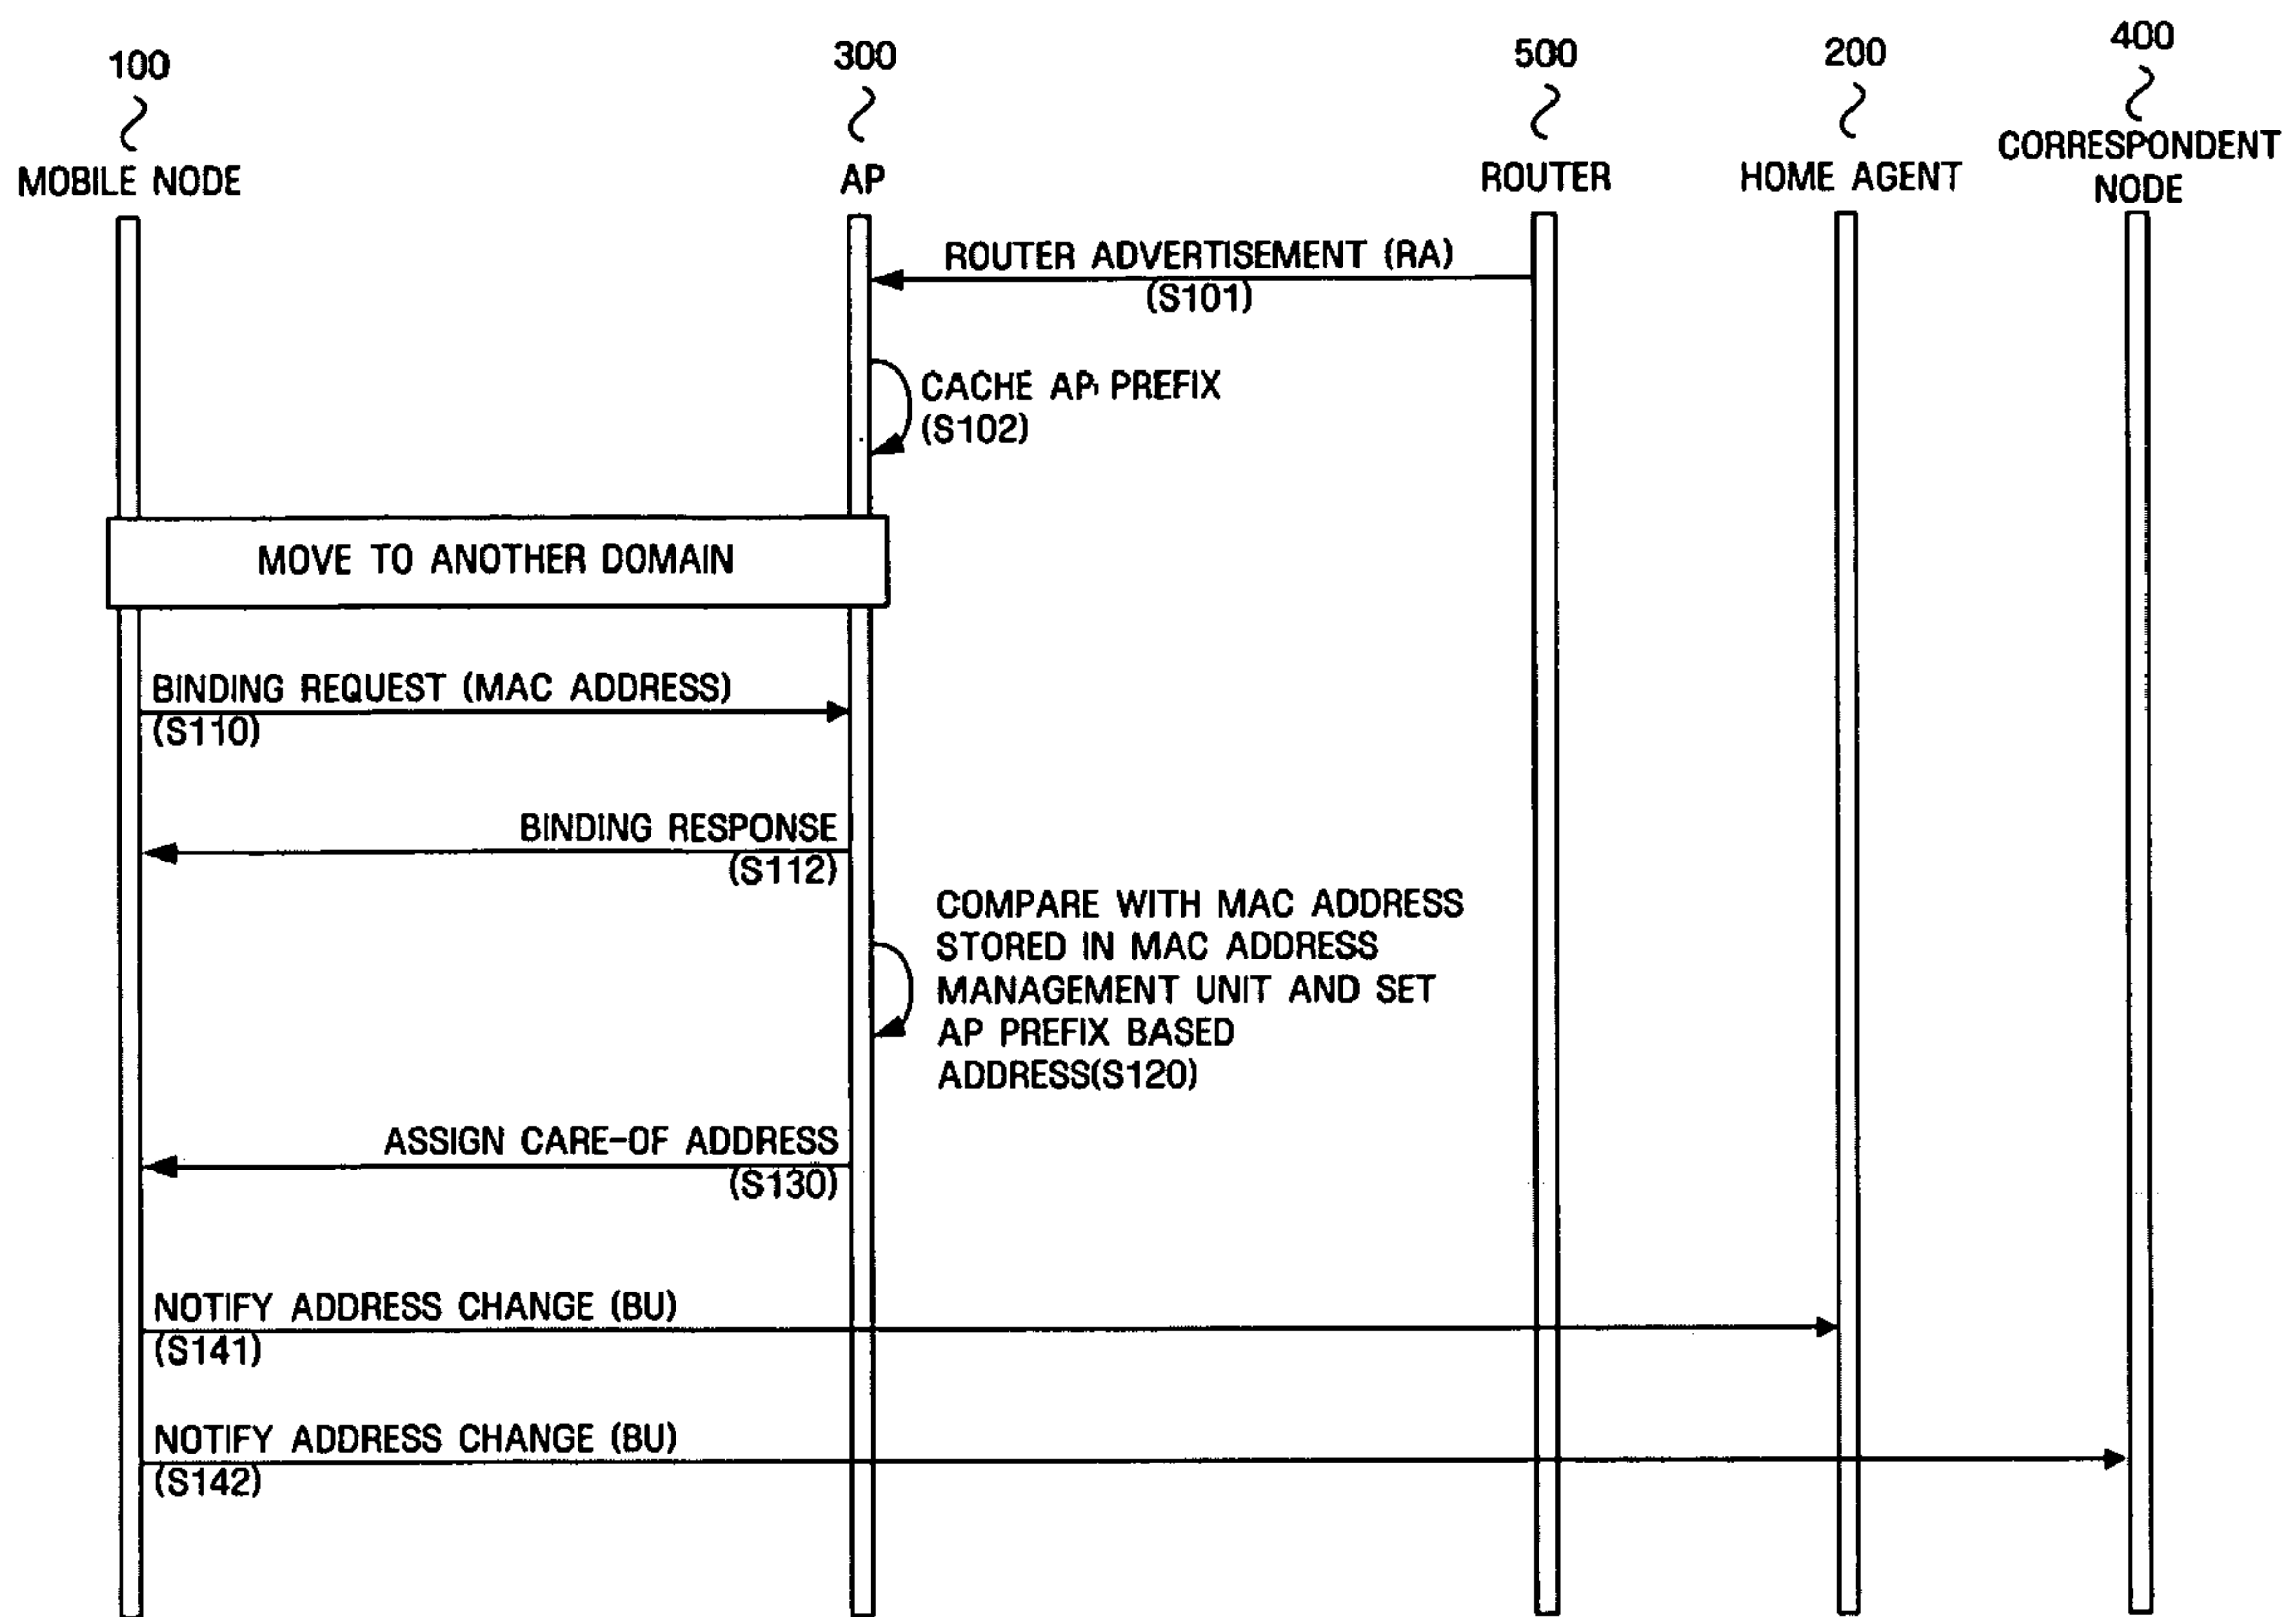 100
300
500
200
400
MOBILE NODE
AP
ROUTER
HOME AGENT
CORRESPONDENT
NODE
ROUTER ADVERTISEMENT (RA)
(S101)
CACHE AP PREFIX
(S102)
MOVE TO ANOTHER DOMAIN
BINDING REQUEST (MAC ADDRESS)
(S110)
BINDING RESPONSE
(S112)
COMPARE WITH MAC ADDRESS
STORED IN MAC ADDRESS
MANAGEMENT UNIT AND SET
AP PREFIX BASED
ADDRESS(S120)
ASSIGN CARE-OF ADDRESS
(S130)
NOTIFY ADDRESS CHANGE (BU)
(S141)
NOTIFY ADDRESS CHANGE (BU)
(S142)